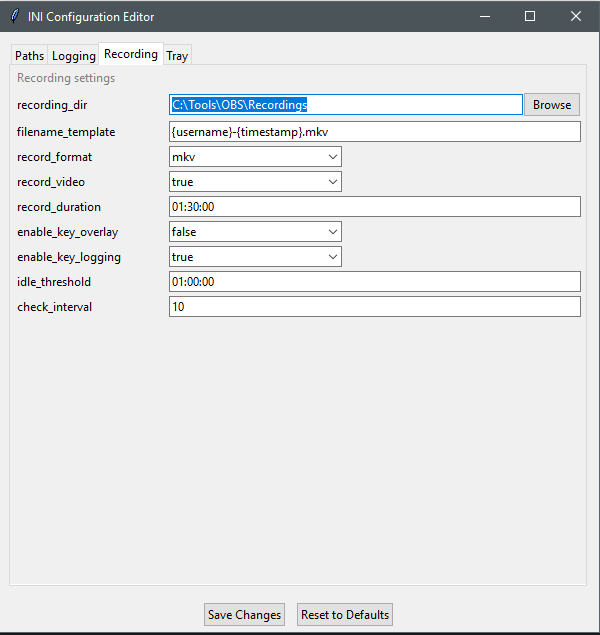 INI Configuration Editor
Paths Logging Recording Tray
Recording settings
recording_dir C:\Tools\OBS\Recordings Browse
filename_template {username}-{timestamp}.mkv
record_format mkv
record_video true
record_duration 01:30:00
enable_key_overlay false
enable_key_logging true
idle_threshold 01:00:00
check_interval 10
Save Changes Reset to Defaults